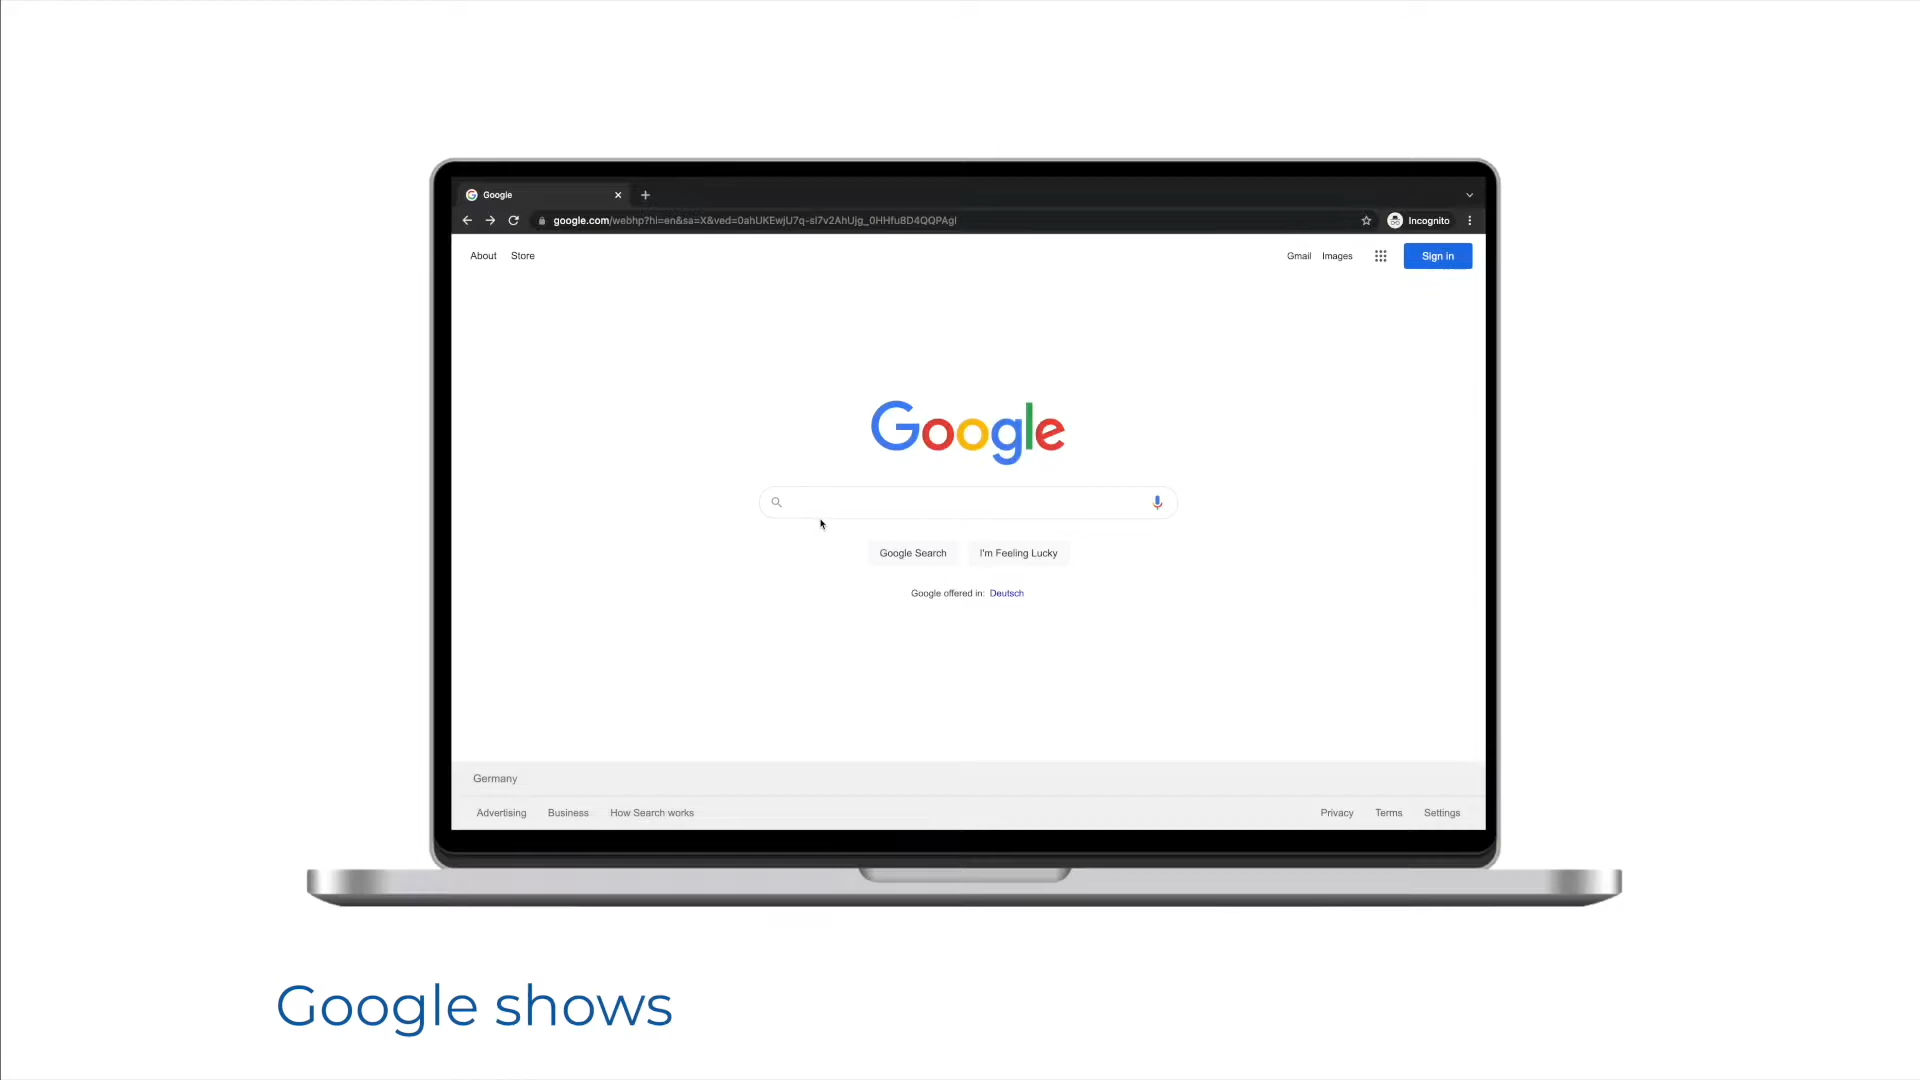 Google
google.com/webhp?hl=en&sa=X&ved=0ahUKEwjU7q-sl7v2AhUjg_0HHfu8D4QQPAgI
Incognito
About Store
Gmail Images
Sign in
Google
Google Search I'm Feeling Lucky
Google offered in: Deutsch
Germany
Advertising Business How Search works
Privacy Terms Settings
Google shows